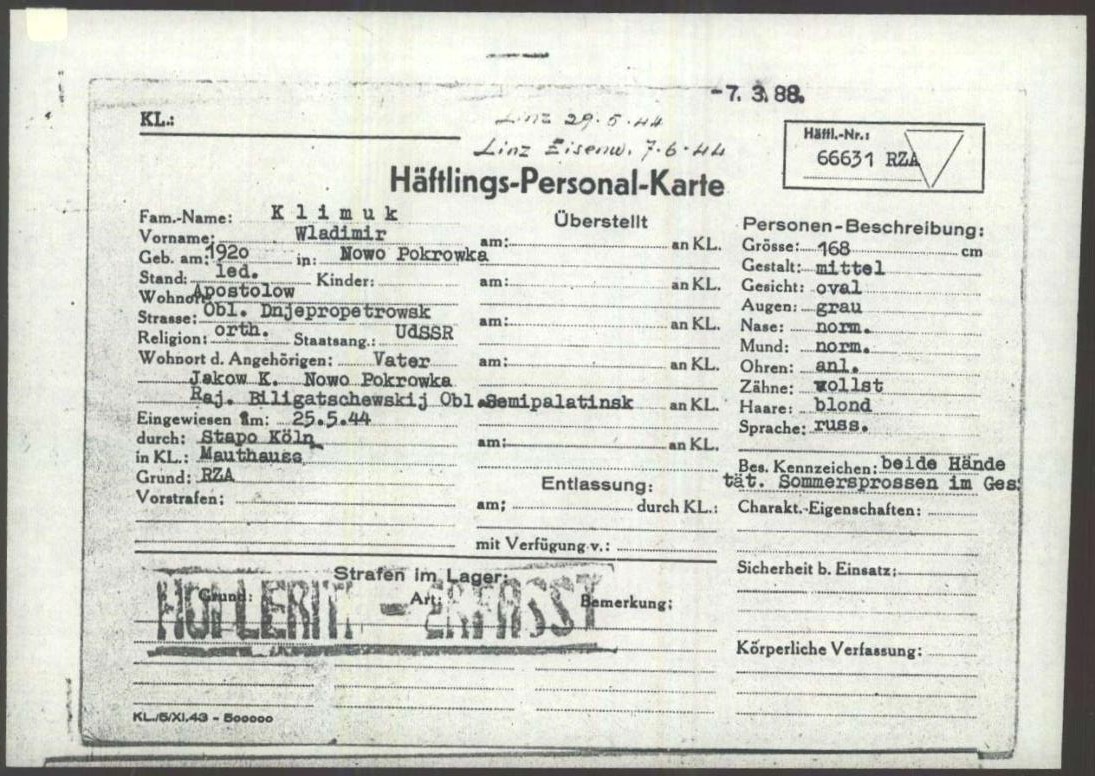 -7. 3. 88.
KL.:
Linz 29.5.44
Linz Eisenw. 7.6.44
Häftl.-Nr.:
66631 RZA
Häftlings-Personal-Karte
Fam.-Name: Klimuk
Vorname: Wladimir
Geb. am: 1920 in: Nowo Pokrowka
Stand: led. Kinder:
Wohnort: Apostolow
Strasse: Obl. Dnjepropetrowsk
Religion: orth. Staatsang.: UdSSR
Wohnort d. Angehörigen: Vater
Jakow K. Nowo Pokrowka
Raj. Biligatschewskij Obl. Semipalatinsk
Eingewiesen am: 25.5.44
durch: Stapo Köln
in KL.: Mauthauss
Grund: RZA
Vorstrafen:
Überstellt
am: an KL.
am: an KL.
am: an KL.
am: an KL.
an KL.
am: an KL.
Entlassung:
am: durch KL.:
mit Verfügung v.:
Personen-Beschreibung:
Grösse: 168 cm
Gestalt: mittel
Gesicht: oval
Augen: grau
Nase: norm.
Mund: norm.
Ohren: anl.
Zähne: vollst
Haare: blond
Sprache: russ.
Bes. Kennzeichen: beide Hände
tät. Sommersprossen im Ges.
Charakt.-Eigenschaften:
Sicherheit b. Einsatz:
Körperliche Verfassung:
Strafen im Lager:
Grund: Art: Bemerkung:
HOLLERITH - ERFASST
KL./5/XI.43 - 500000